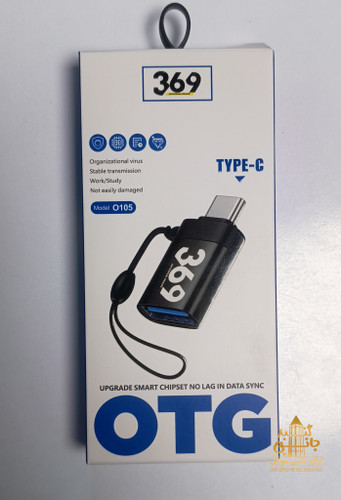 369
TYPE-C
Organizational virus
Stable transmission
Work/Study
Not easily damaged
Model O105
369
UPGRADE SMART CHIPSET NO LAG IN DATA SYNC
OTG